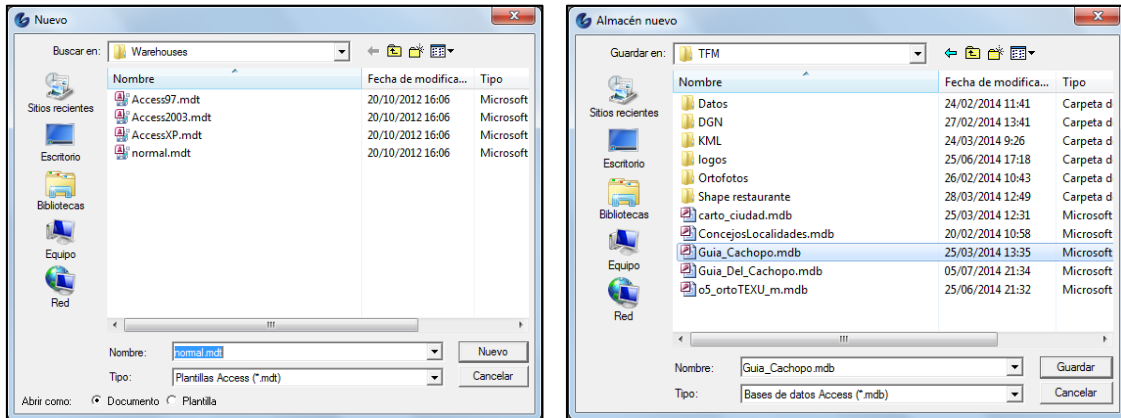 Nuevo
Buscar en: Warehouses
Nombre Fecha de modifica... Tipo
Access97.mdt 20/10/2012 16:06 Microsoft
Access2003.mdt 20/10/2012 16:06 Microsoft
AccessXP.mdt 20/10/2012 16:06 Microsoft
normal.mdt 20/10/2012 16:06 Microsoft
Sitios recientes
Escritorio
Bibliotecas
Equipo
Red
Nombre: normal.mdt Nuevo
Tipo: Plantillas Access (*.mdt) Cancelar
Abrir como: Documento Plantilla
Almacén nuevo
Guardar en: TFM
Nombre Fecha de modifica... Tipo
Datos 24/02/2014 11:41 Carpeta d
DGN 27/02/2014 13:41 Carpeta d
KML 24/03/2014 9:26 Carpeta d
logos 25/06/2014 17:18 Carpeta d
Ortofotos 26/02/2014 10:43 Carpeta d
Shape restaurante 28/03/2014 12:49 Carpeta d
carto_ciudad.mdb 25/03/2014 12:31 Microsoft
ConcejosLocalidades.mdb 20/02/2014 10:58 Microsoft
Guia_Cachopo.mdb 25/03/2014 13:35 Microsoft
Guia_Del_Cachopo.mdb 05/07/2014 21:34 Microsoft
o5_ortoTEXU_m.mdb 25/06/2014 21:32 Microsoft
Sitios recientes
Escritorio
Bibliotecas
Equipo
Red
Nombre: Guia_Cachopo.mdb Guardar
Tipo: Bases de datos Access (*.mdb) Cancelar